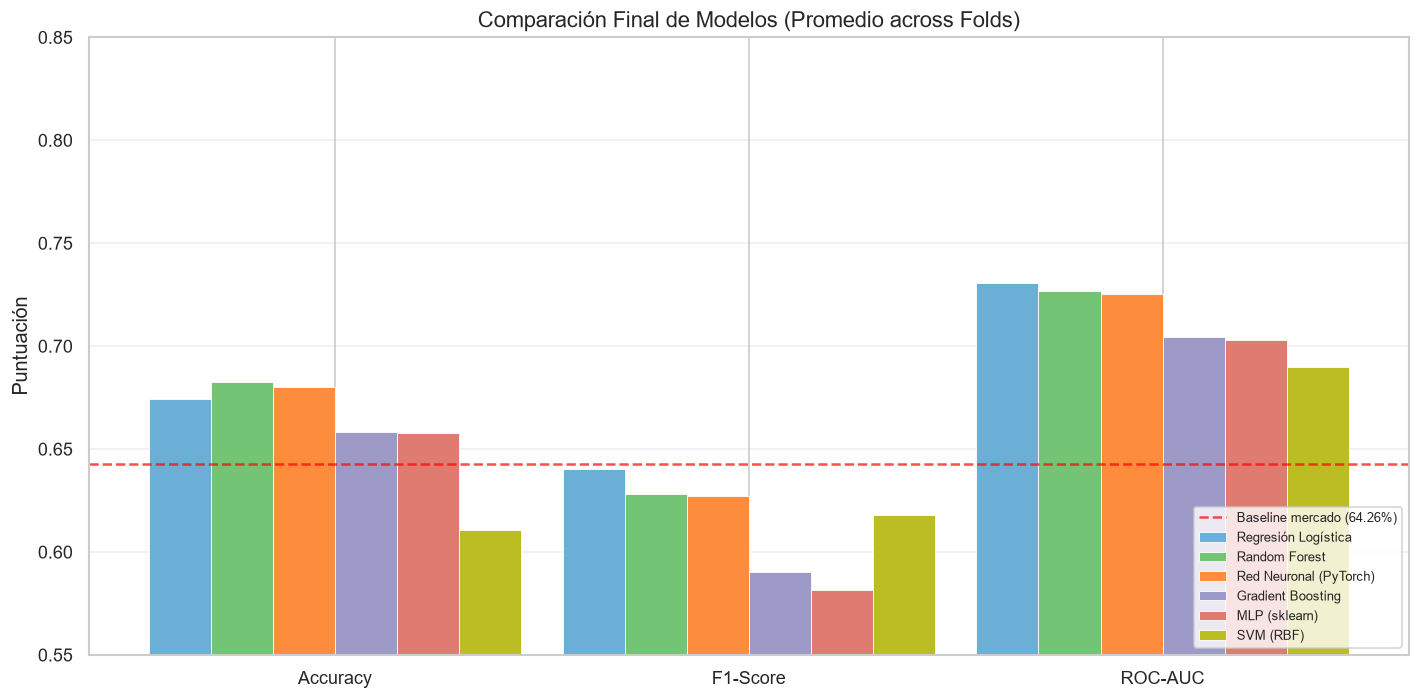 Comparación Final de Modelos (Promedio across Folds)
Puntuación
0.85
0.80
0.75
0.70
0.65
0.60
0.55
Accuracy
F1-Score
ROC-AUC
Baseline mercado (64.26%)
Regresión Logística
Random Forest
Red Neuronal (PyTorch)
Gradient Boosting
MLP (sklearn)
SVM (RBF)